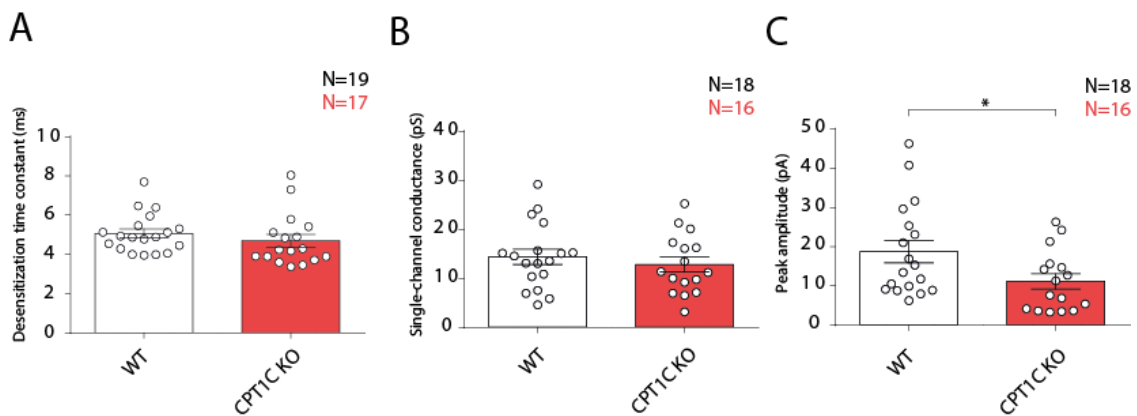 A
N=19
N=17
Desensitization time constant (ms)
10
8
6
4
2
0
WT
CPT1C KO
B
N=18
N=16
Single-channel conductance (pS)
40
30
20
10
0
WT
CPT1C KO
C
N=18
N=16
*
Peak amplitude (pA)
50
40
30
20
10
0
WT
CPT1C KO